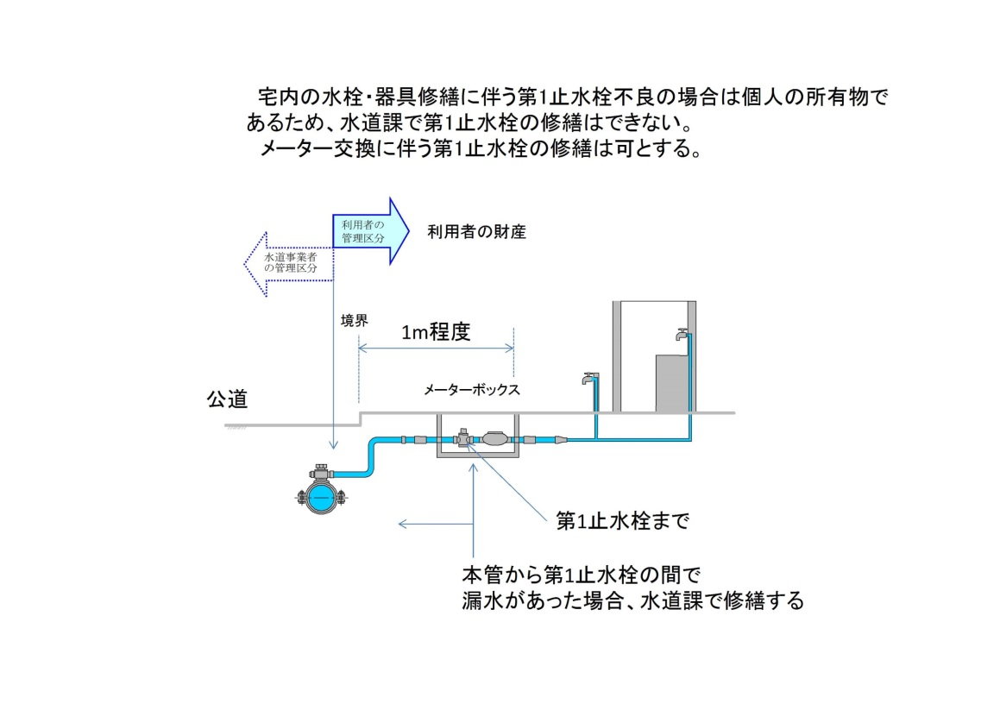 宅内の水栓・器具修繕に伴う第1止水栓不良の場合は個人の所有物で
あるため、水道課で第1止水栓の修繕はできない。
メーター交換に伴う第1止水栓の修繕は可とする。
利用者の
管理区分
利用者の財産
水道事業者
の管理区分
境界
1m程度
メーターボックス
公道
第1止水栓まで
本管から第1止水栓の間で
漏水があった場合、水道課で修繕する